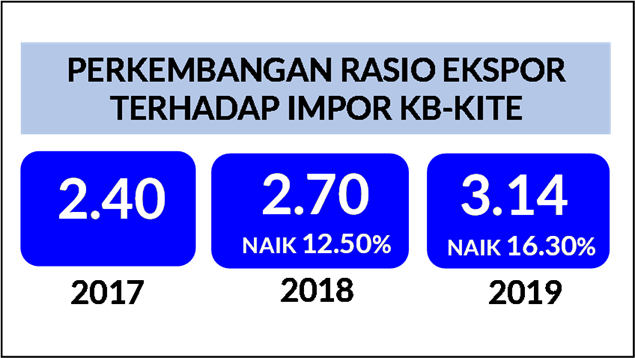 PERKEMBANGAN RASIO EKSPOR
TERHADAP IMPOR KB-KITE
2.40
2.70
3.14
NAIK 12.50%
NAIK 16.30%
2017
2018
2019